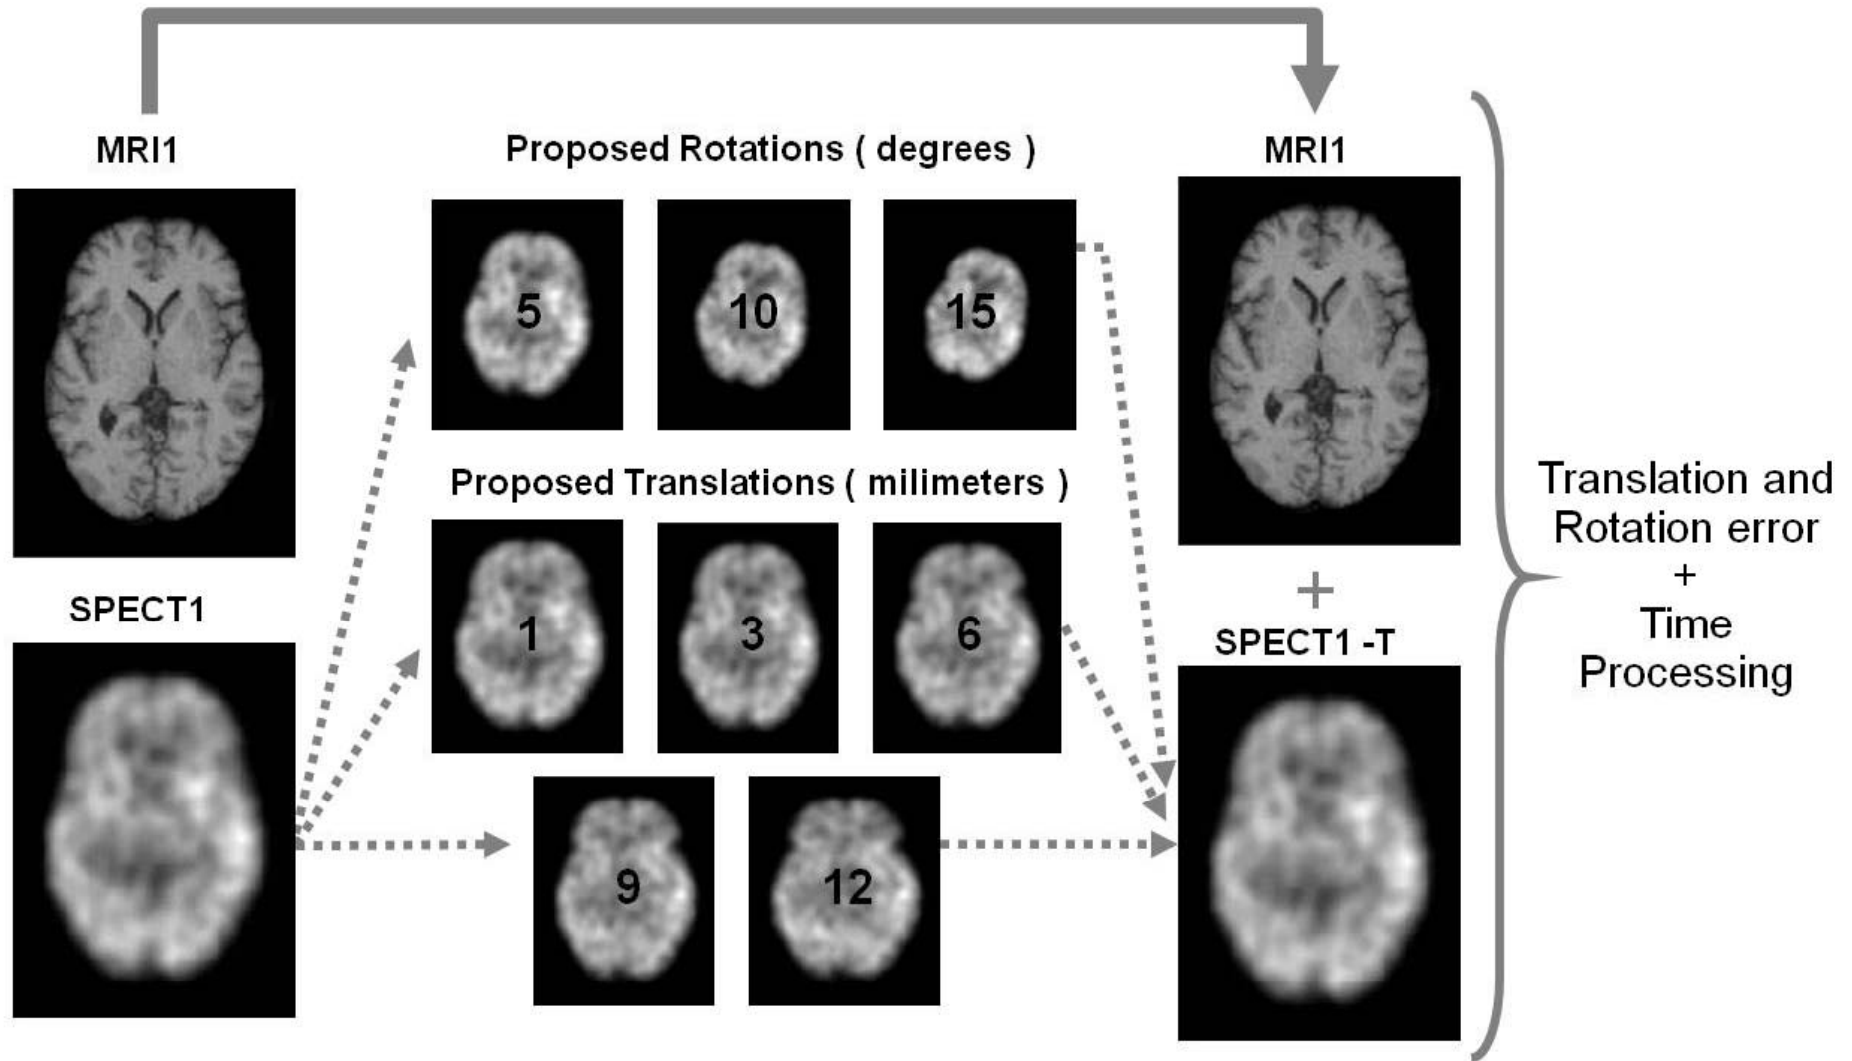 MRI1
Proposed Rotations ( degrees )
MRI1
5
10
15
Proposed Translations ( milimeters )
1
3
6
SPECT1
+
SPECT1 -T
9
12
Translation and
Rotation error
+
Time
Processing